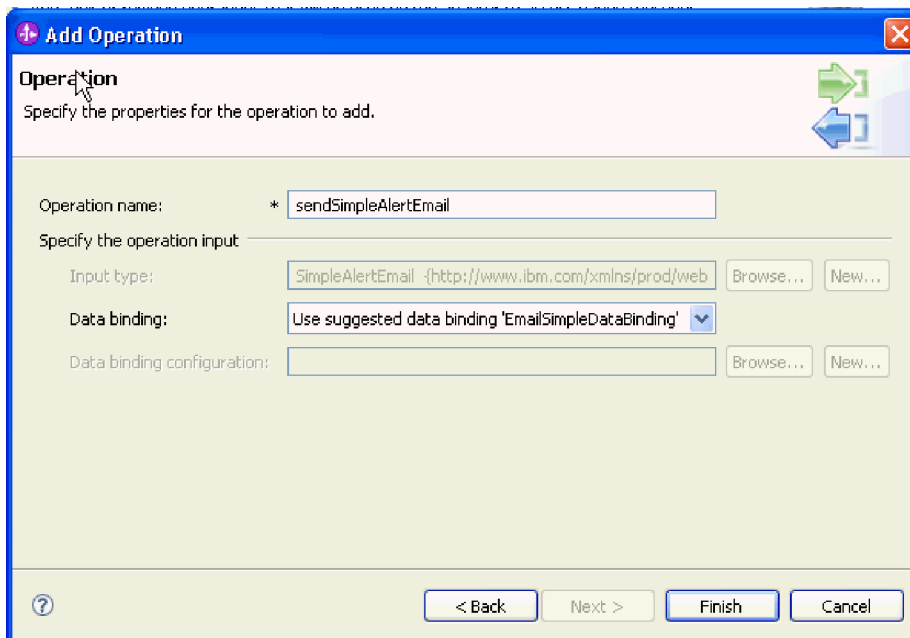 Add Operation
Operation
Specify the properties for the operation to add.
Operation name: * sendSimpleAlertEmail
Specify the operation input
Input type: SimpleAlertEmail {http://www.ibm.com/xmlns/prod/web Browse... New...
Data binding: Use suggested data binding 'EmailSimpleDataBinding'
Data binding configuration: Browse... New...
? < Back Next > Finish Cancel